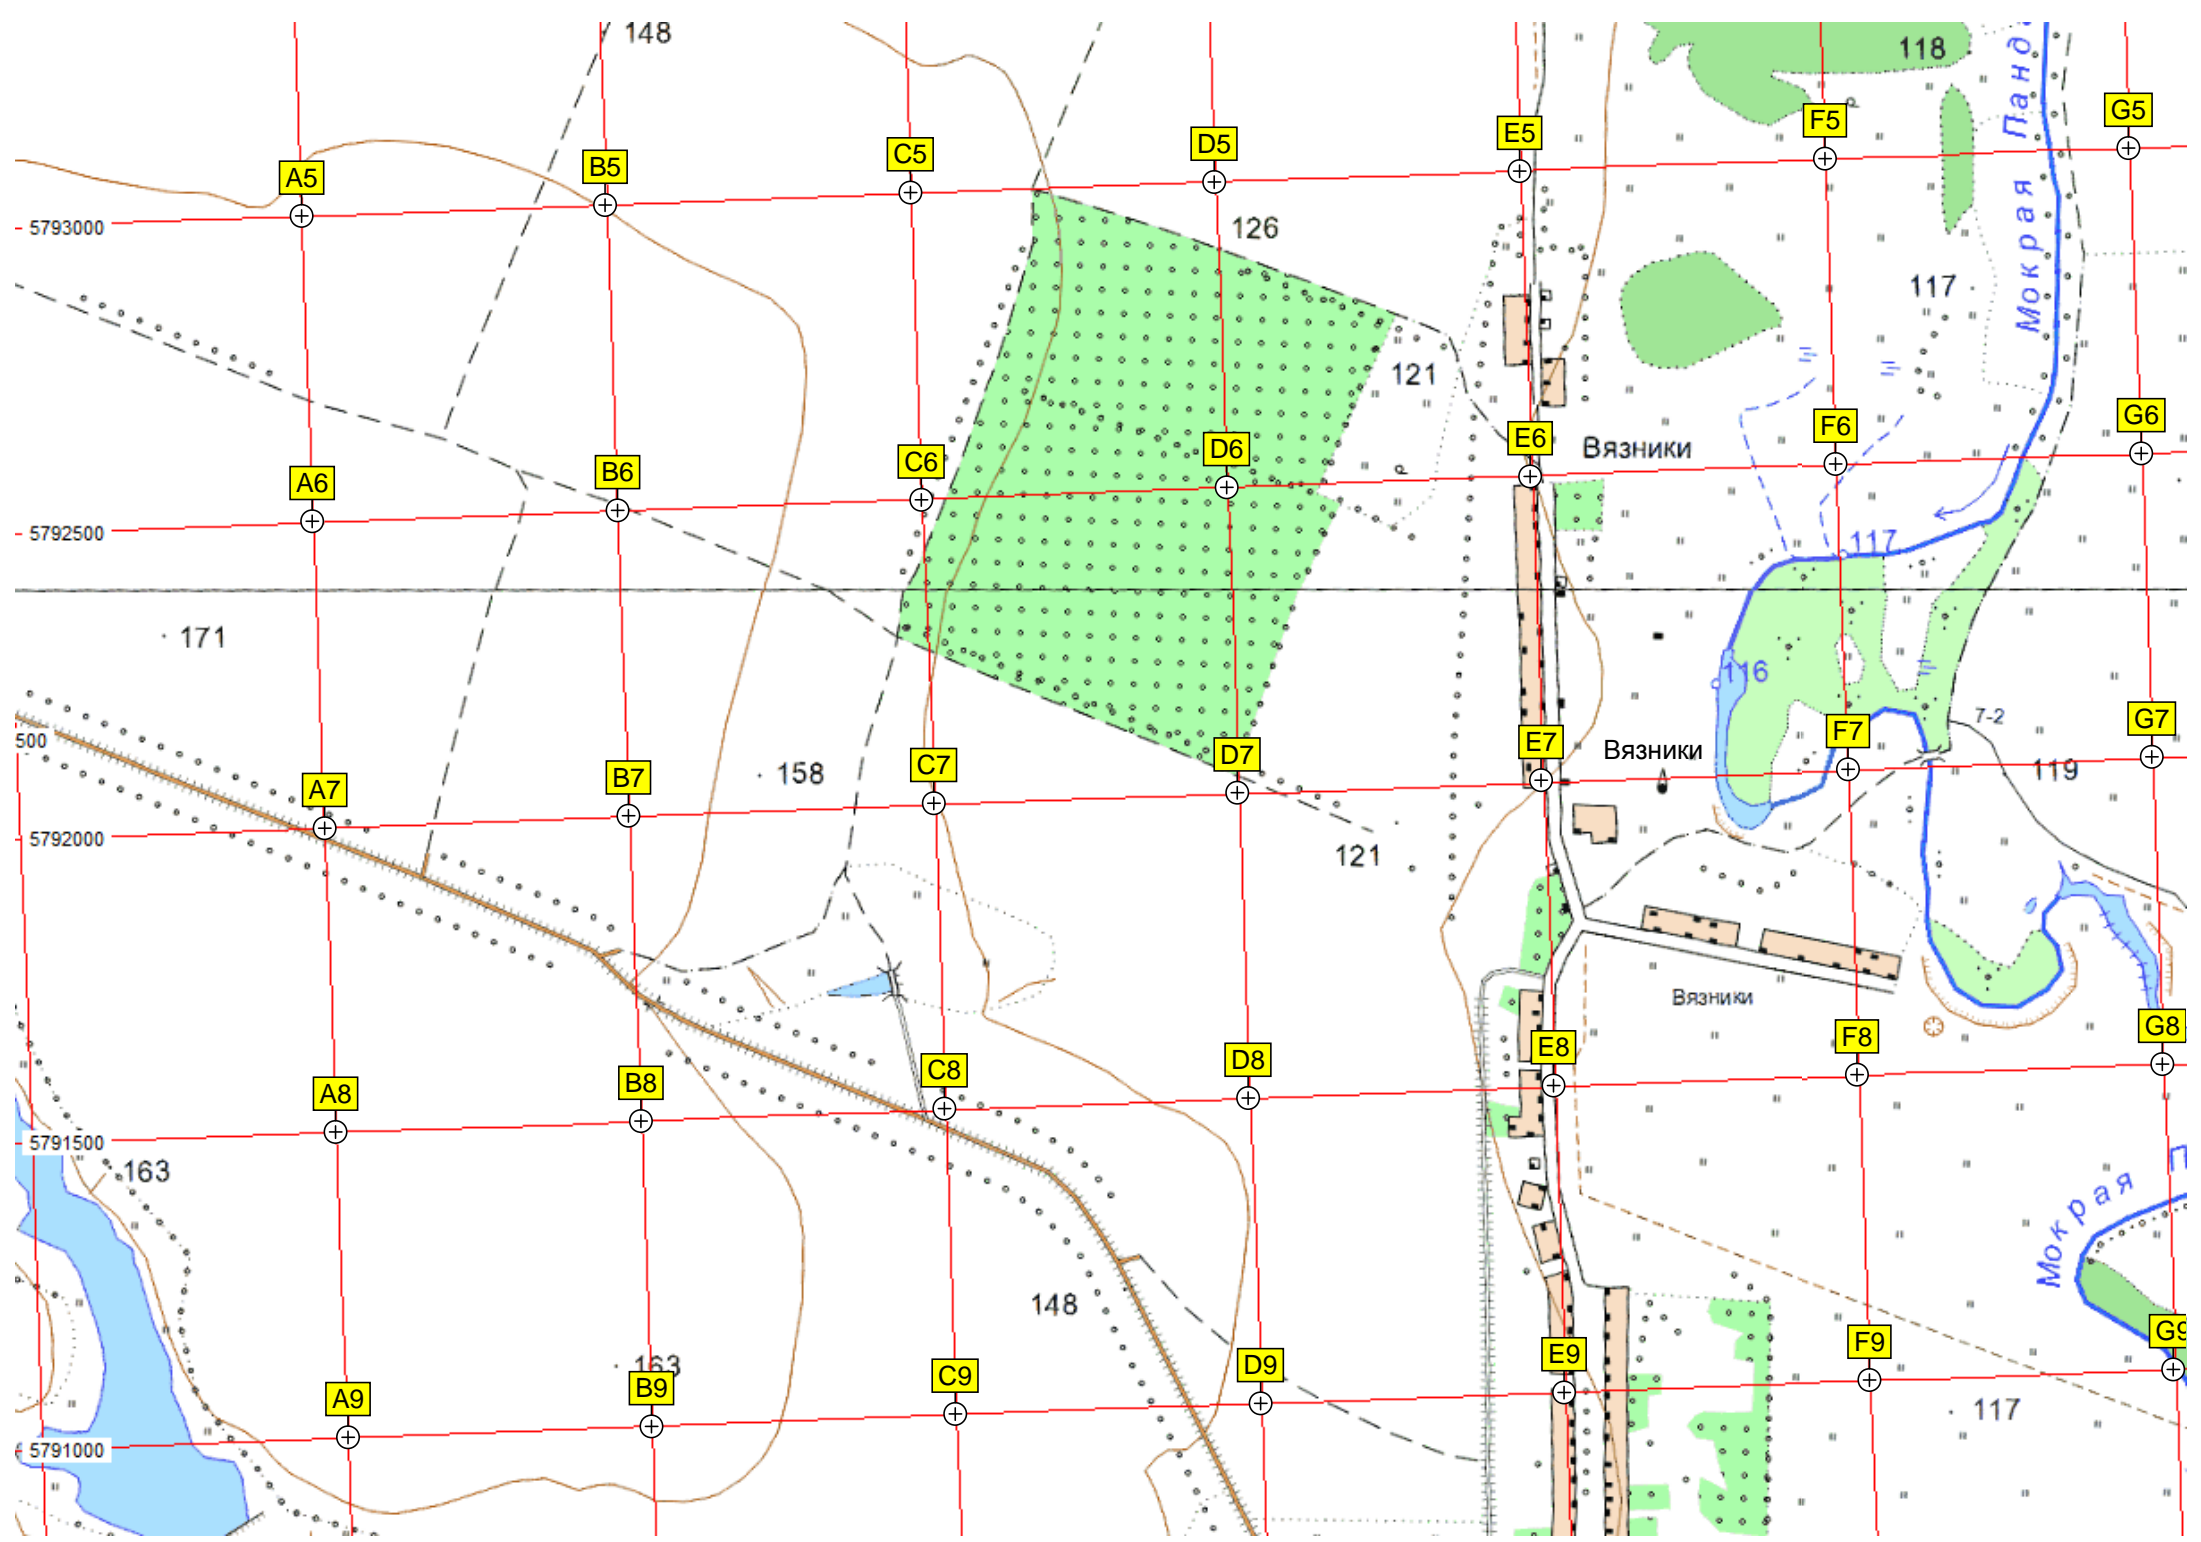 148
118
Мокрая Панд
G5
F5
E5
D5
C5
B5
A5
5793000
126
117
121
G6
F6
E6
Вязники
D6
C6
B6
A6
5792500
117
171
116
7-2
G7
F7
E7
Вязники
D7
C7
B7
A7
500
158
119
5792000
121
Вязники
G8
F8
E8
D8
C8
B8
A8
5791500
163
Мокрая П
148
G9
F9
E9
D9
C9
163
B9
A9
117
5791000